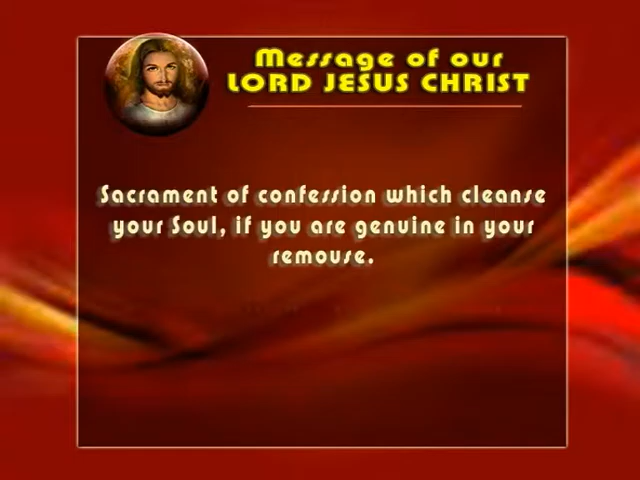 Message of our
LORD JESUS CHRIST
Sacrament of confession which cleanse
your Soul, if you are genuine in your
remouse.